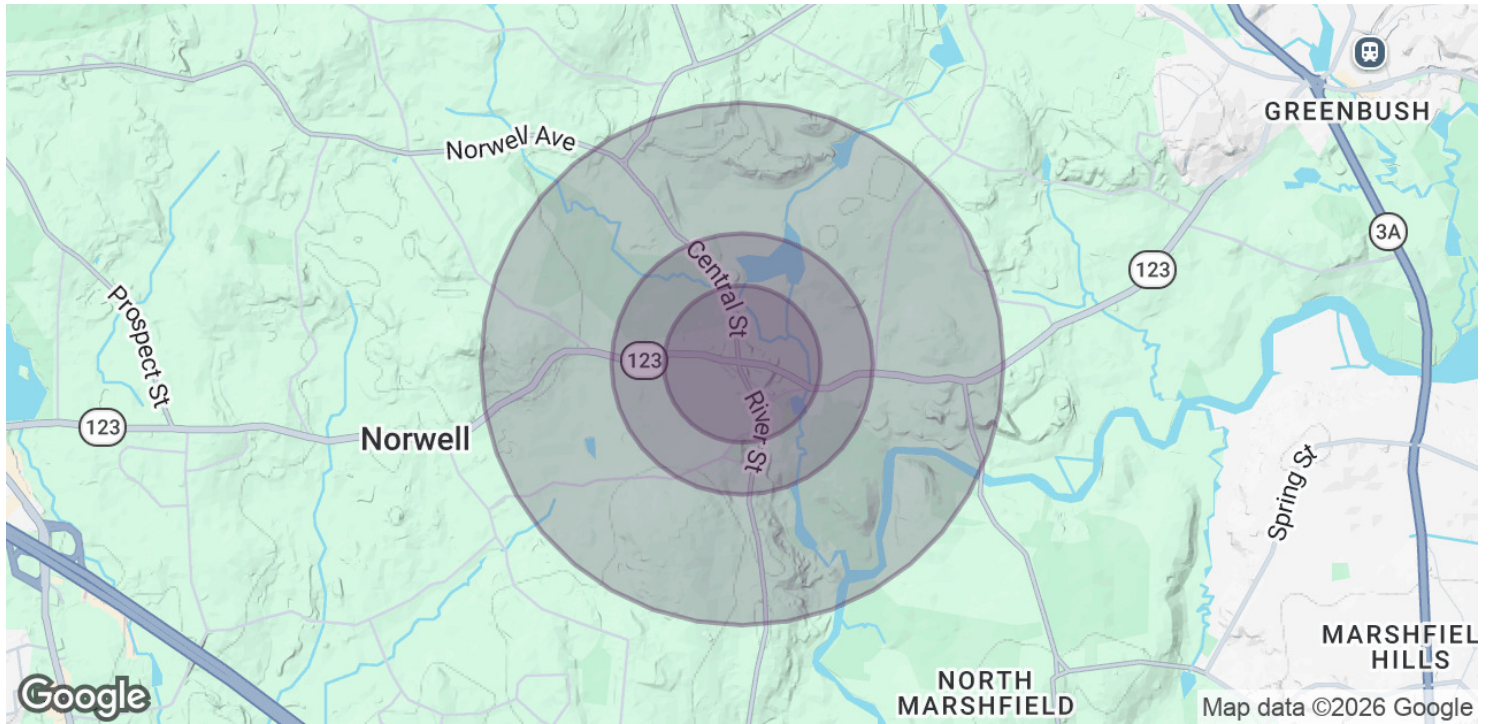 GREENBUSH
Norwell Ave
3A
Central St
123
Prospect St
123
123
River St
Norwell
Spring St
MARSHFIEL
HILLS
NORTH
MARSHFIELD
Google
Map data ©2026 Google